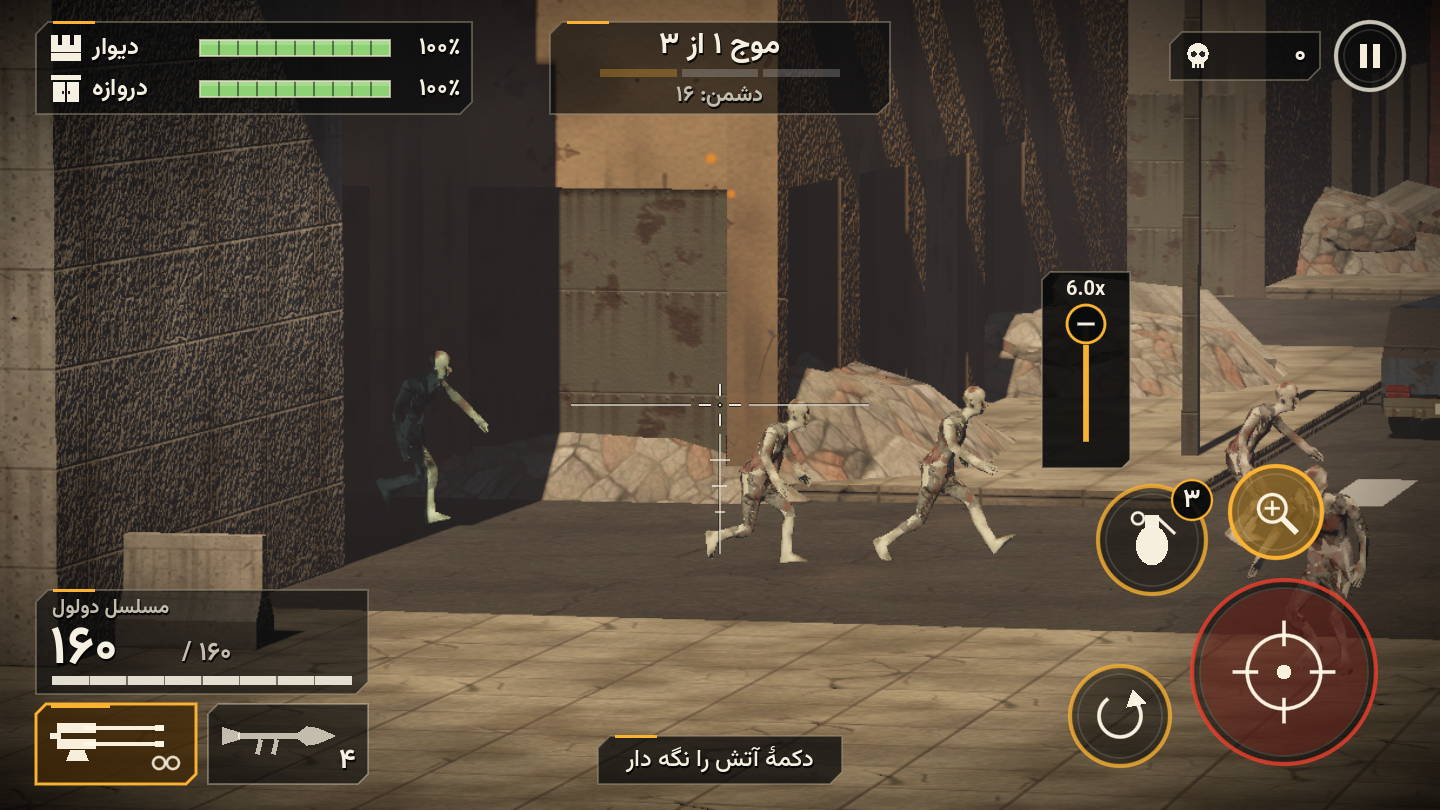 دیوار ۱۰۰٪
دروازه ۱۰۰٪
موج ۱ از ۳
دشمن: ۱۶
۰
6.0x
۳
مسلسل دولول
۱۶۰ / ۱۶۰
∞
۴
دکمهٔ آتش را نگه دار